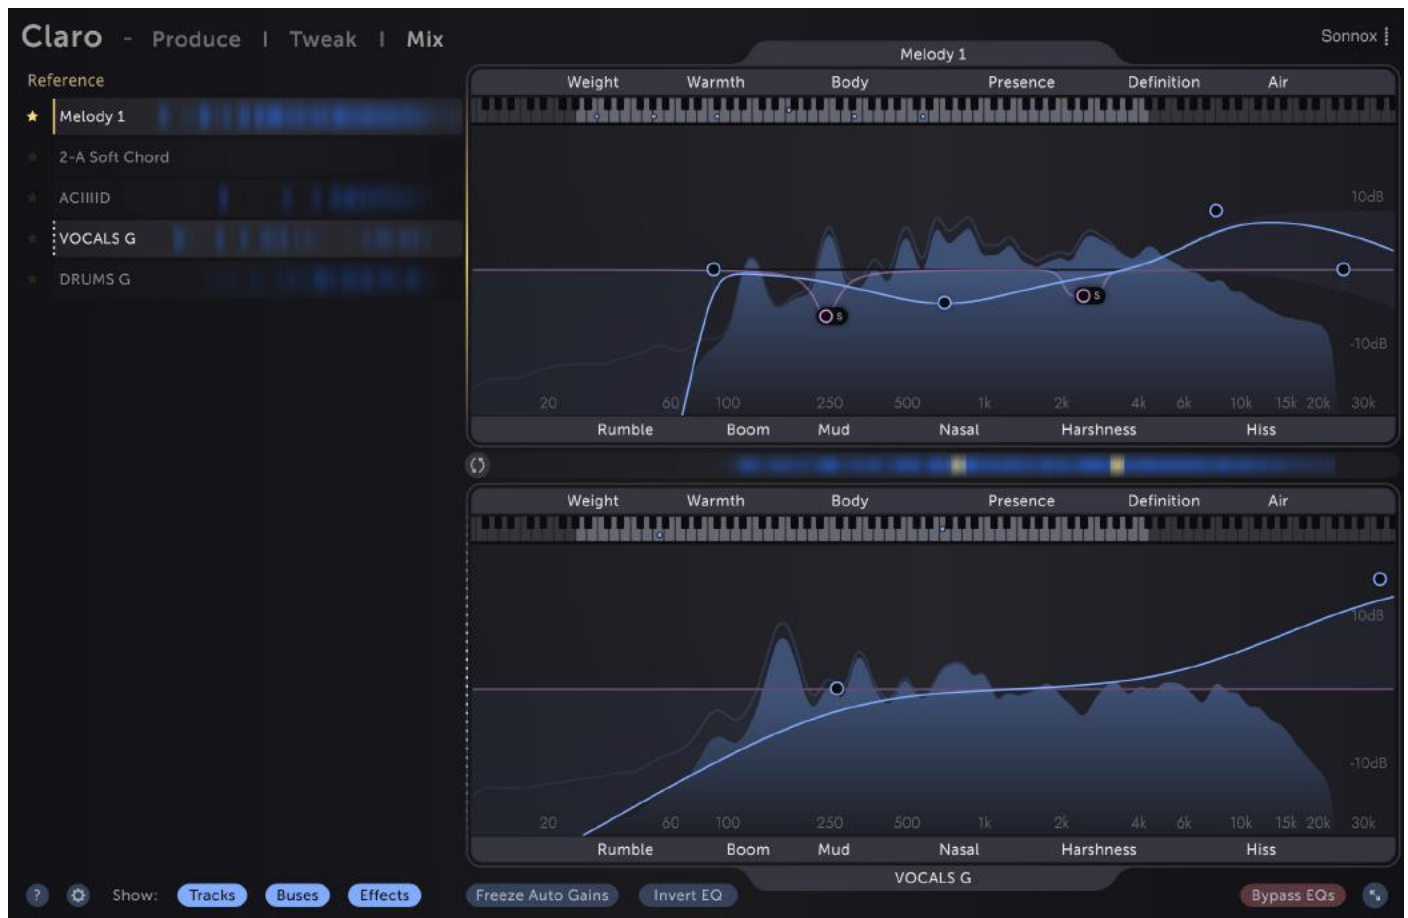 Claro - Produce | Tweak | Mix
Sonnox
Reference
Melody 1
2-A Soft Chord
ACIIIID
VOCALS G
DRUMS G
Melody 1
Weight Warmth Body Presence Definition Air
10dB
S S
-10dB
20 60 100 250 500 1k 2k 4k 6k 10k 15k 20k 30k
Rumble Boom Mud Nasal Harshness Hiss
Weight Warmth Body Presence Definition Air
10dB
-10dB
20 60 100 250 500 1k 2k 4k 6k 10k 15k 20k 30k
Rumble Boom Mud Nasal Harshness Hiss
VOCALS G
? Show: Tracks Buses Effects Freeze Auto Gains Invert EQ Bypass EQs